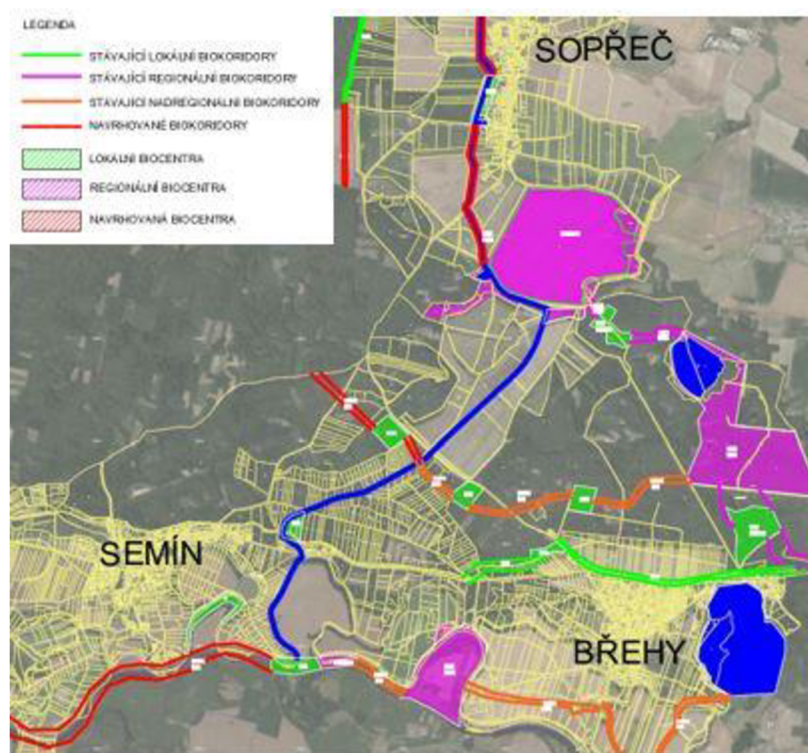 LEGENDA
STÁVAJÍCÍ LOKÁLNÍ BIOKORIDORY
STÁVAJÍCÍ REGIONÁLNÍ BIOKORIDORY
STÁVAJÍCÍ NADREGIONÁLNÍ BIOKORIDORY
NAVRHOVANÉ BIOKORIDORY
LOKÁLNÍ BIOCENTRA
REGIONÁLNÍ BIOCENTRA
NAVRHOVANÁ BIOCENTRA
SOPŘEČ
SEMÍN
BŘEHY